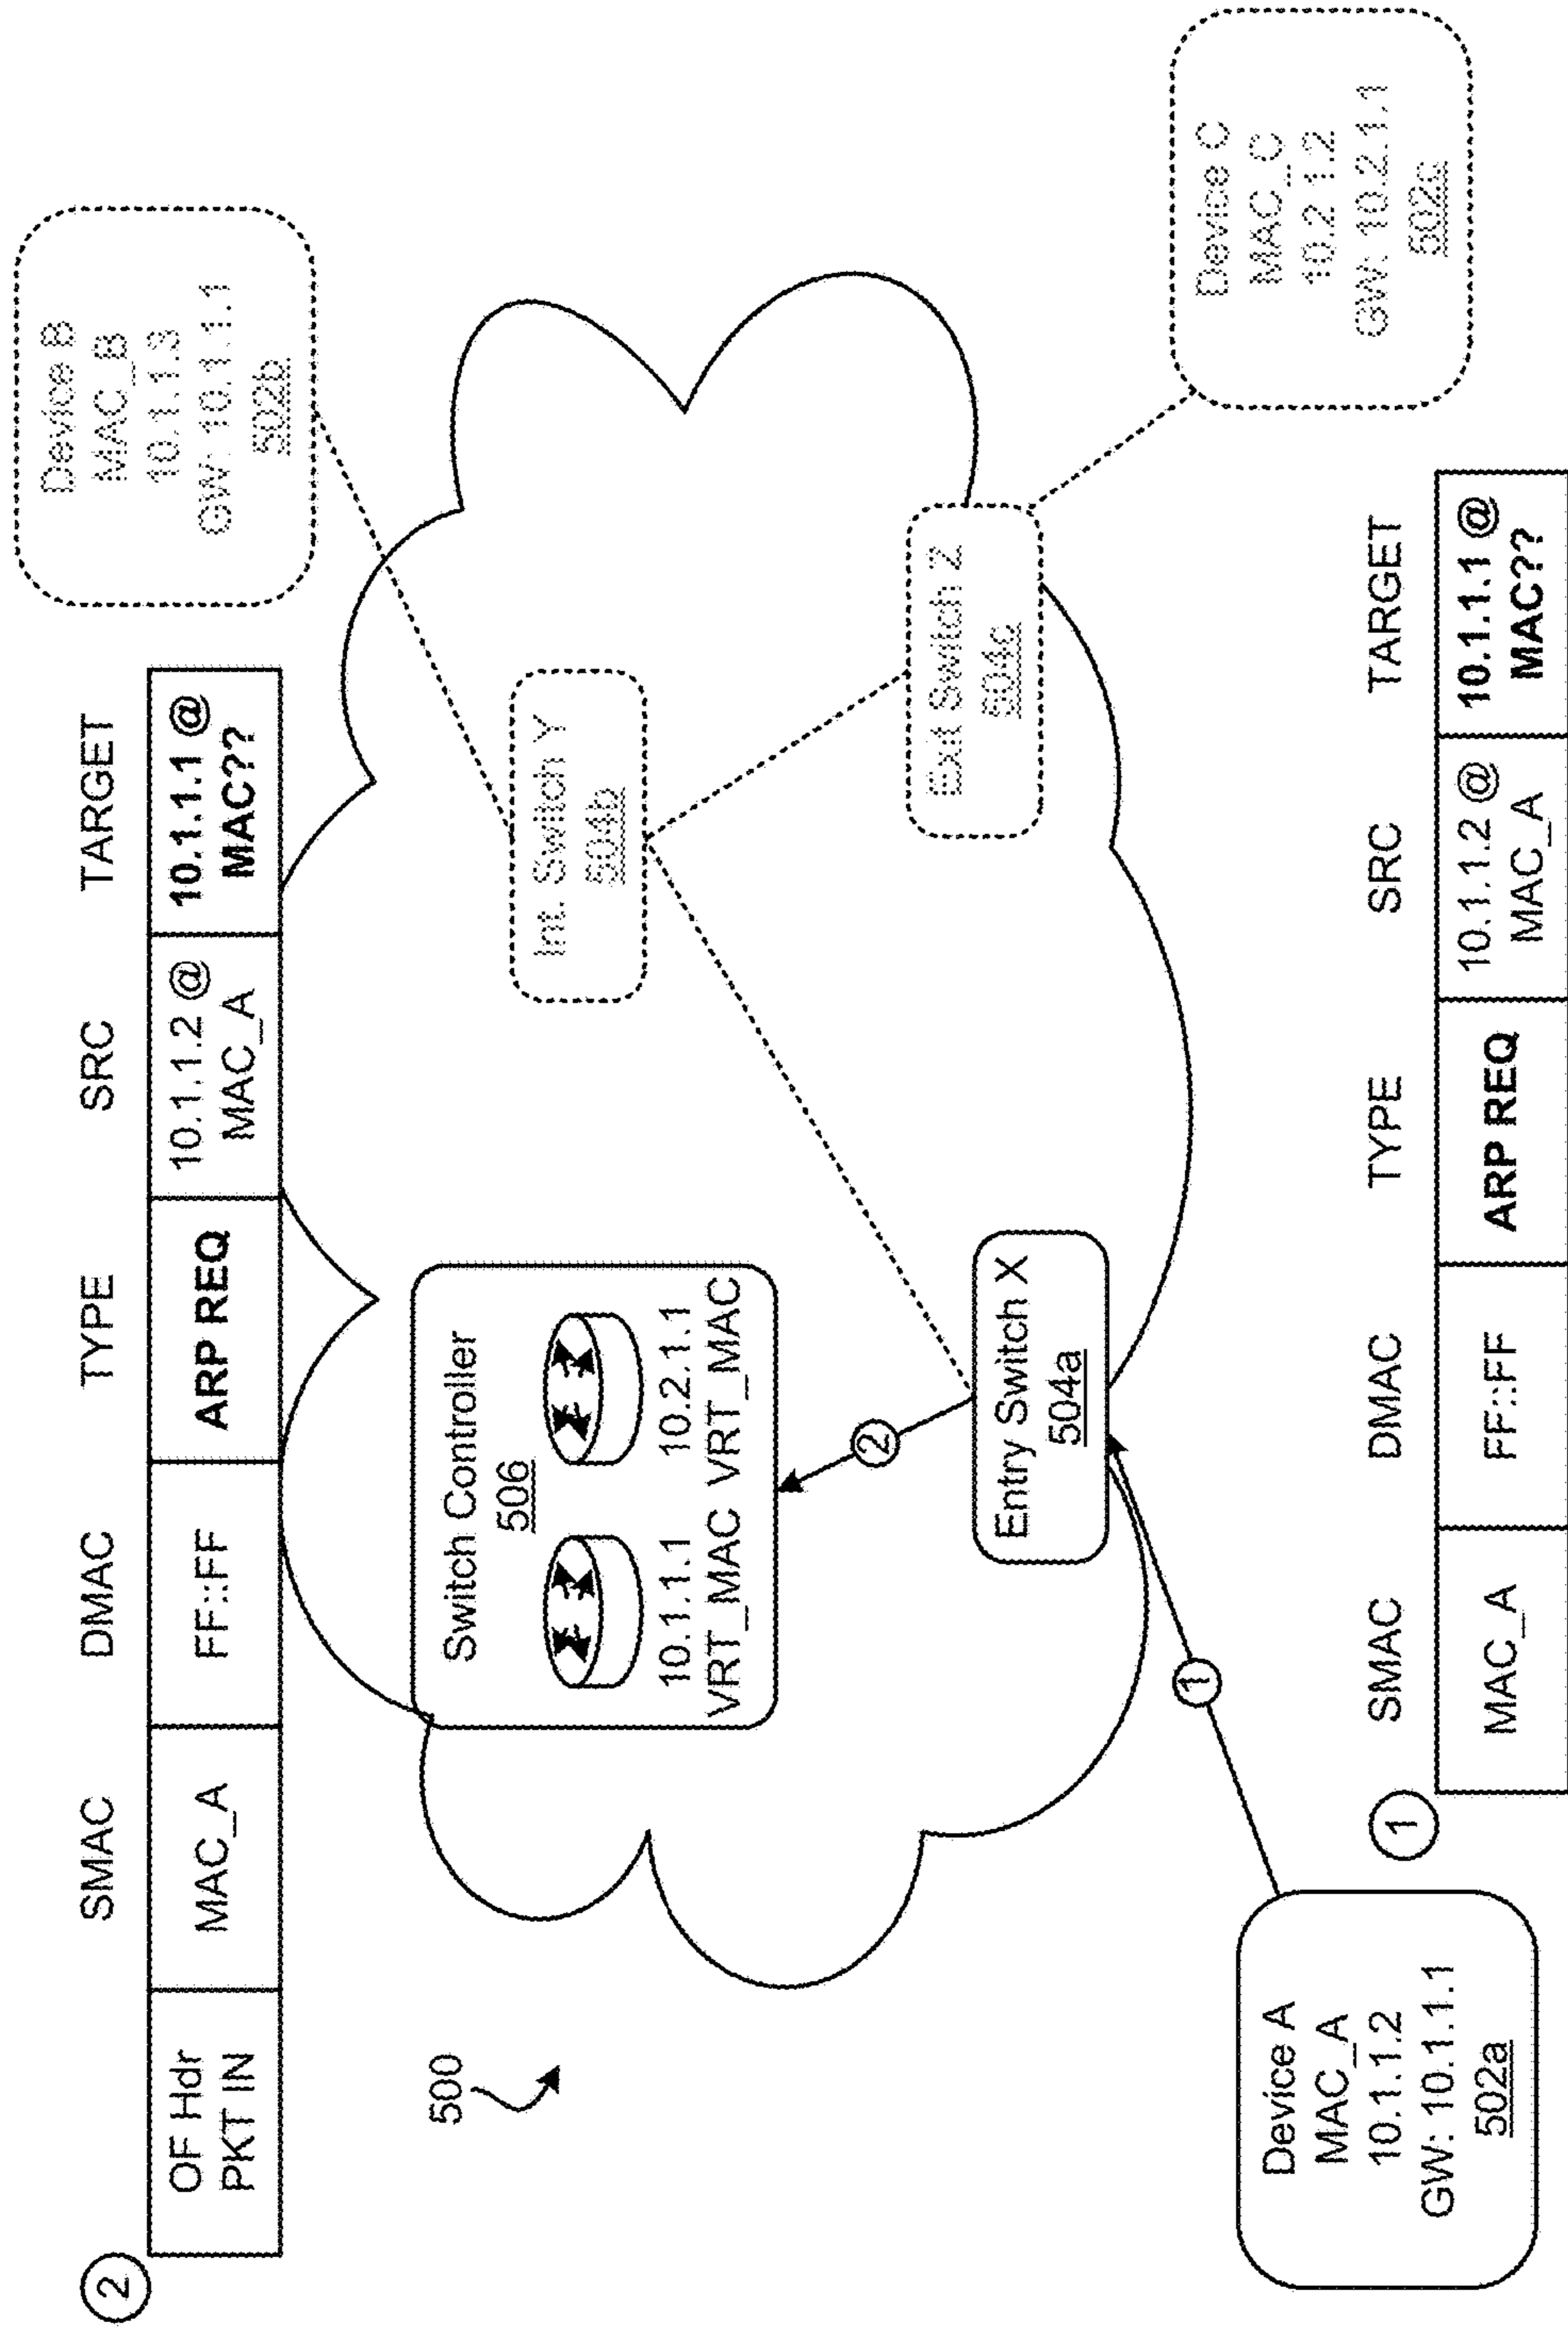 SMAC DMAC TYPE SRC TARGET
2
OF Hdr
PKT IN
MAC_A
FF::FF
ARP REQ
10.1.1.2 @
MAC_A
10.1.1.1 @
MAC??
Device B
MAC_B
10.1.1.3
GW: 10.1.1.1
502b
500
Switch Controller
506
10.1.1.1
VRT_MAC
10.2.1.1
VRT_MAC
Int. Switch Y
504b
2
Entry Switch X
504a
Exit Switch Z
504c
1
Device C
MAC_C
10.2.1.2
GW: 10.2.1.1
502c
Device A
MAC_A
10.1.1.2
GW: 10.1.1.1
502a
SMAC DMAC TYPE SRC TARGET
1
MAC_A
FF::FF
ARP REQ
10.1.1.2 @
MAC_A
10.1.1.1 @
MAC??